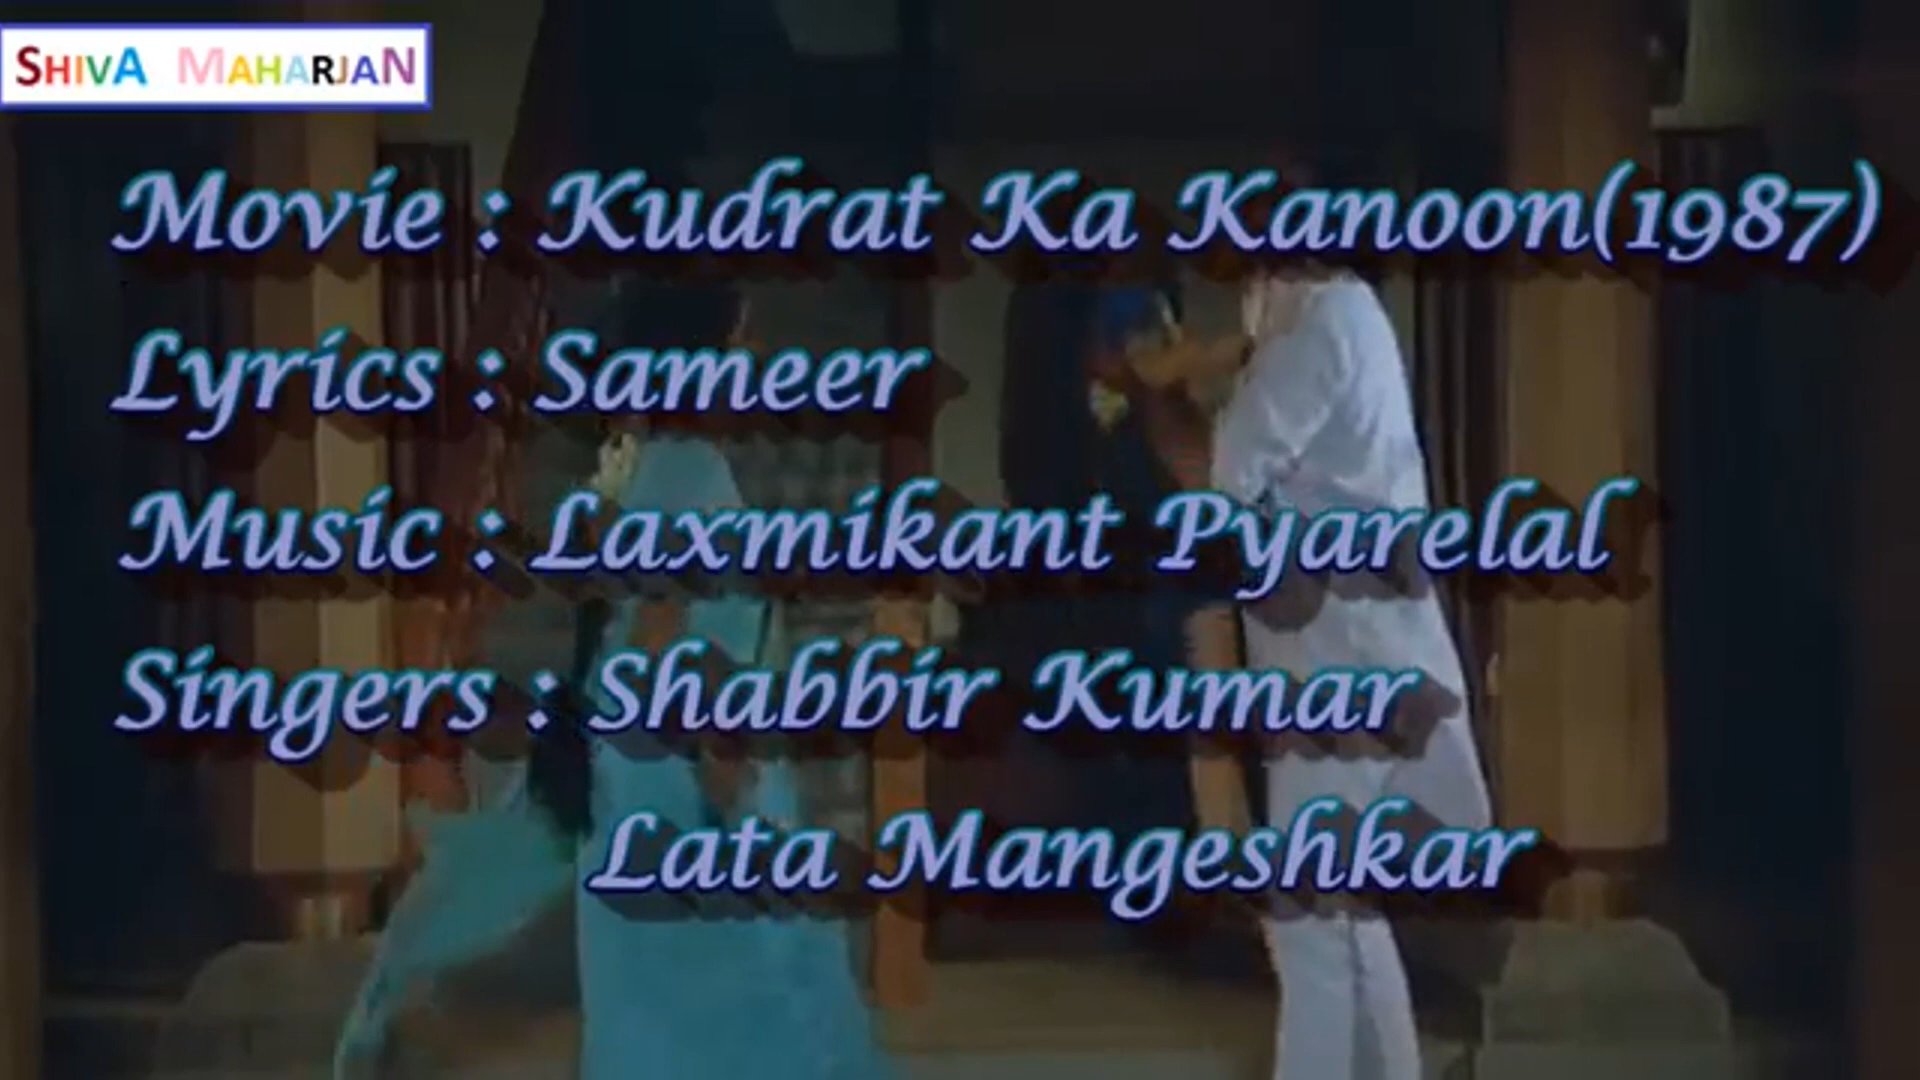 SHIVA MAHARJAN
Movie : Kudrat Ka Kanoon(1987)
Lyrics : Sameer
Music : Laxmikant Pyarelal
Singers : Shabbir Kumar
Lata Mangeshkar